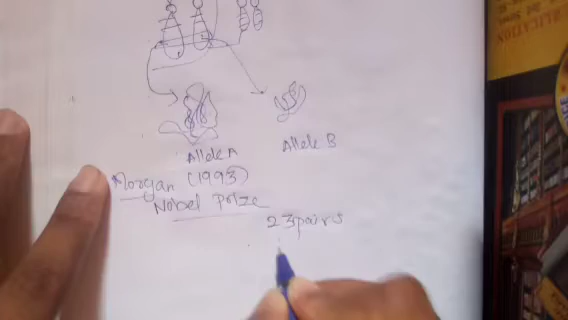 Allele A
Allele B
Morgan (1993)
Nobel Prize
23 pairs